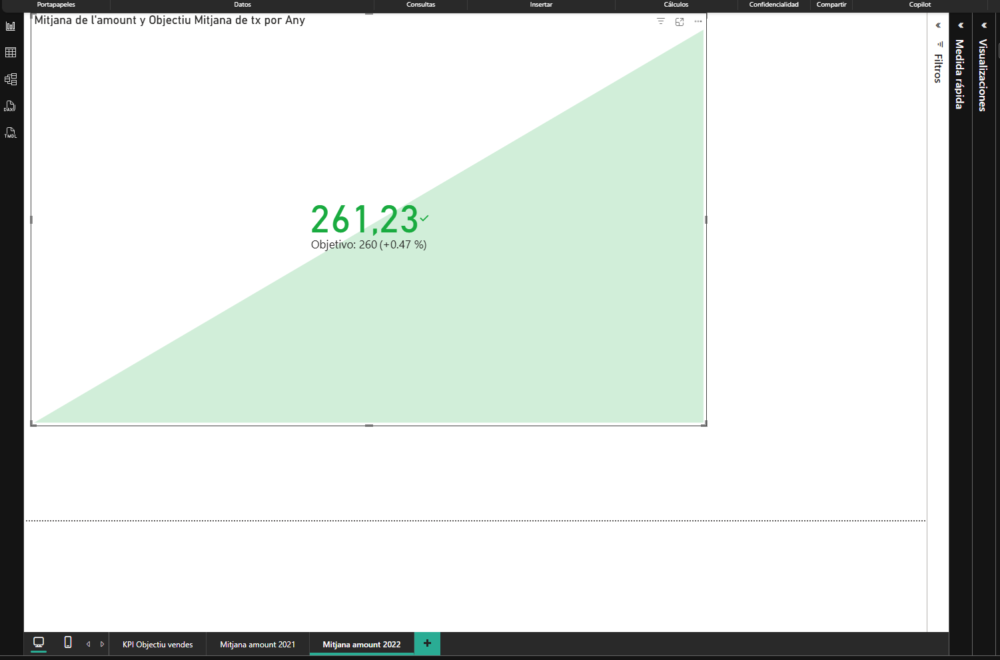 Portapapeles
Datos
Consultas
Insertar
Cálculos
Confidencialidad
Compartir
Copilot
Mitjana de l'amount y Objectiu Mitjana de tx por Any
Filtros
Medida rápida
Visualizaciones
DAX
TMDL
261,23
Objetivo: 260 (+0.47 %)
KPI Objectiu vendes
Mitjana amount 2021
Mitjana amount 2022